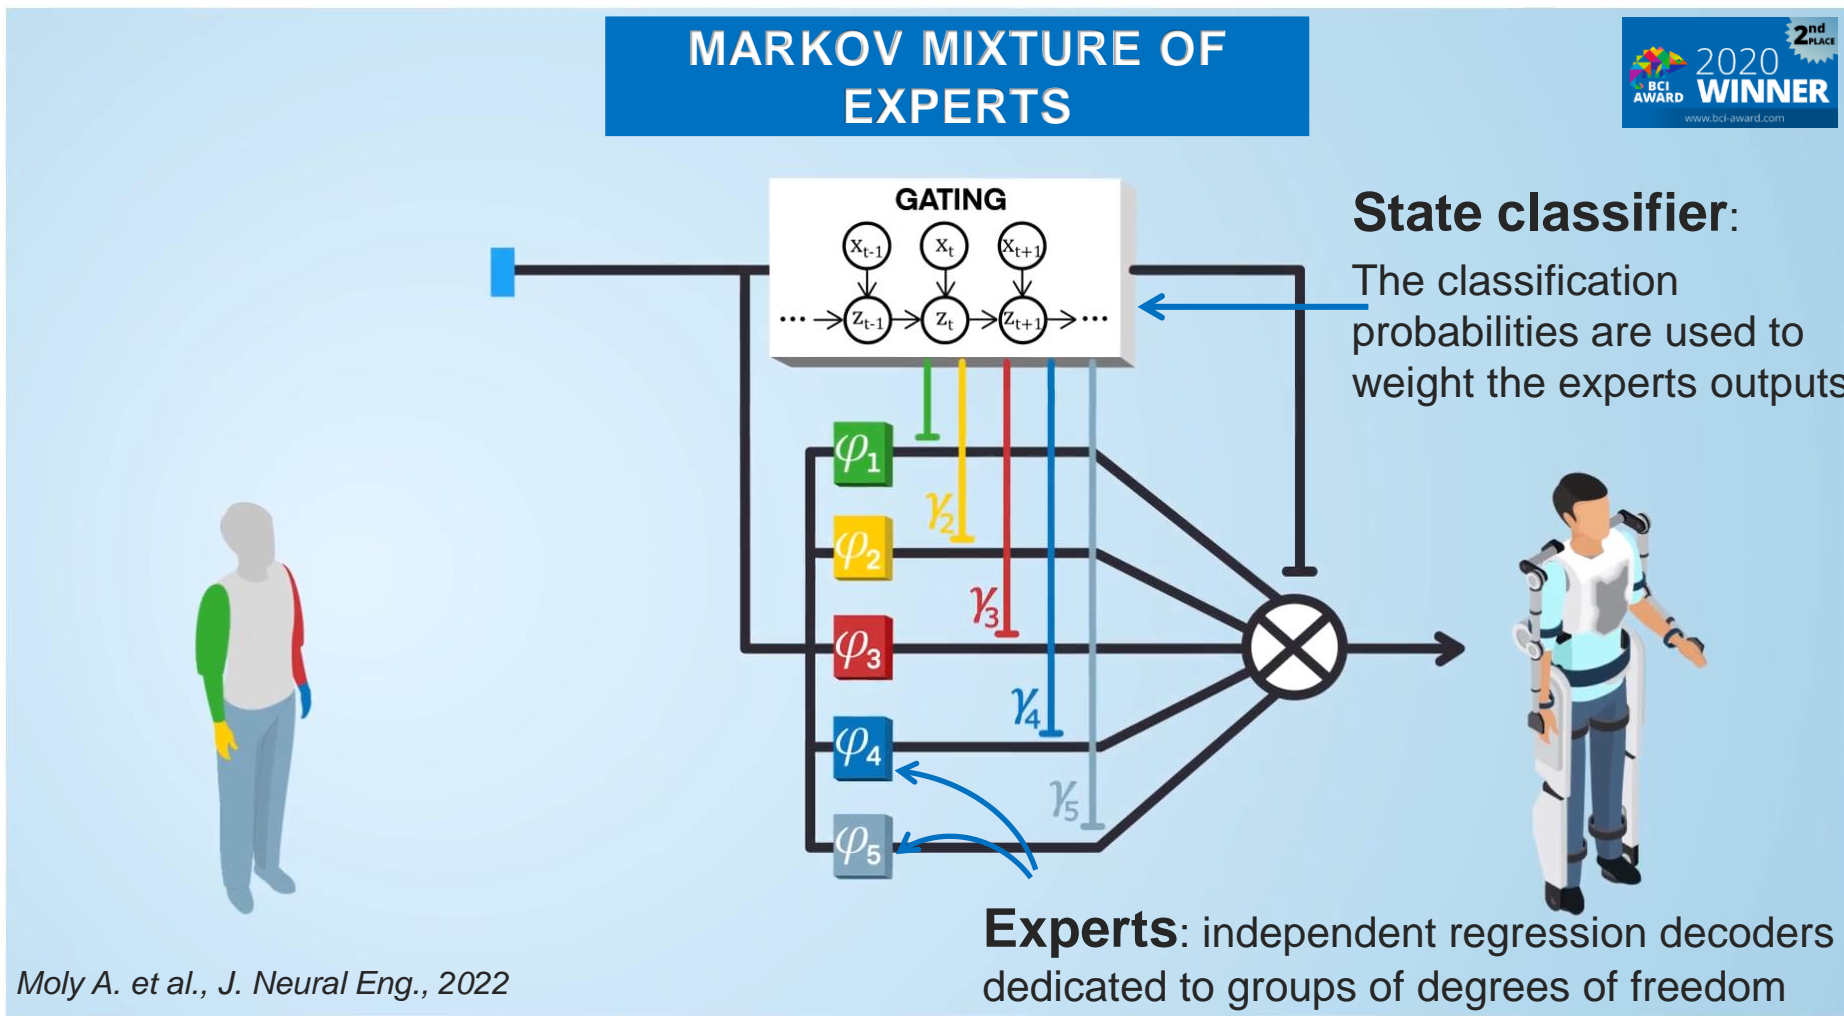 MARKOV MIXTURE OF
EXPERTS
2nd
PLACE
2020
BCI
AWARD
WINNER
www.bci-award.com
GATING
xt-1 xt xt+1
... zt-1 zt zt+1 ...
State classifier:
The classification
probabilities are used to
weight the experts outputs
φ1
γ2
φ2
γ3
φ3
γ4
φ4
γ5
φ5
Experts: independent regression decoders
dedicated to groups of degrees of freedom
Moly A. et al., J. Neural Eng., 2022